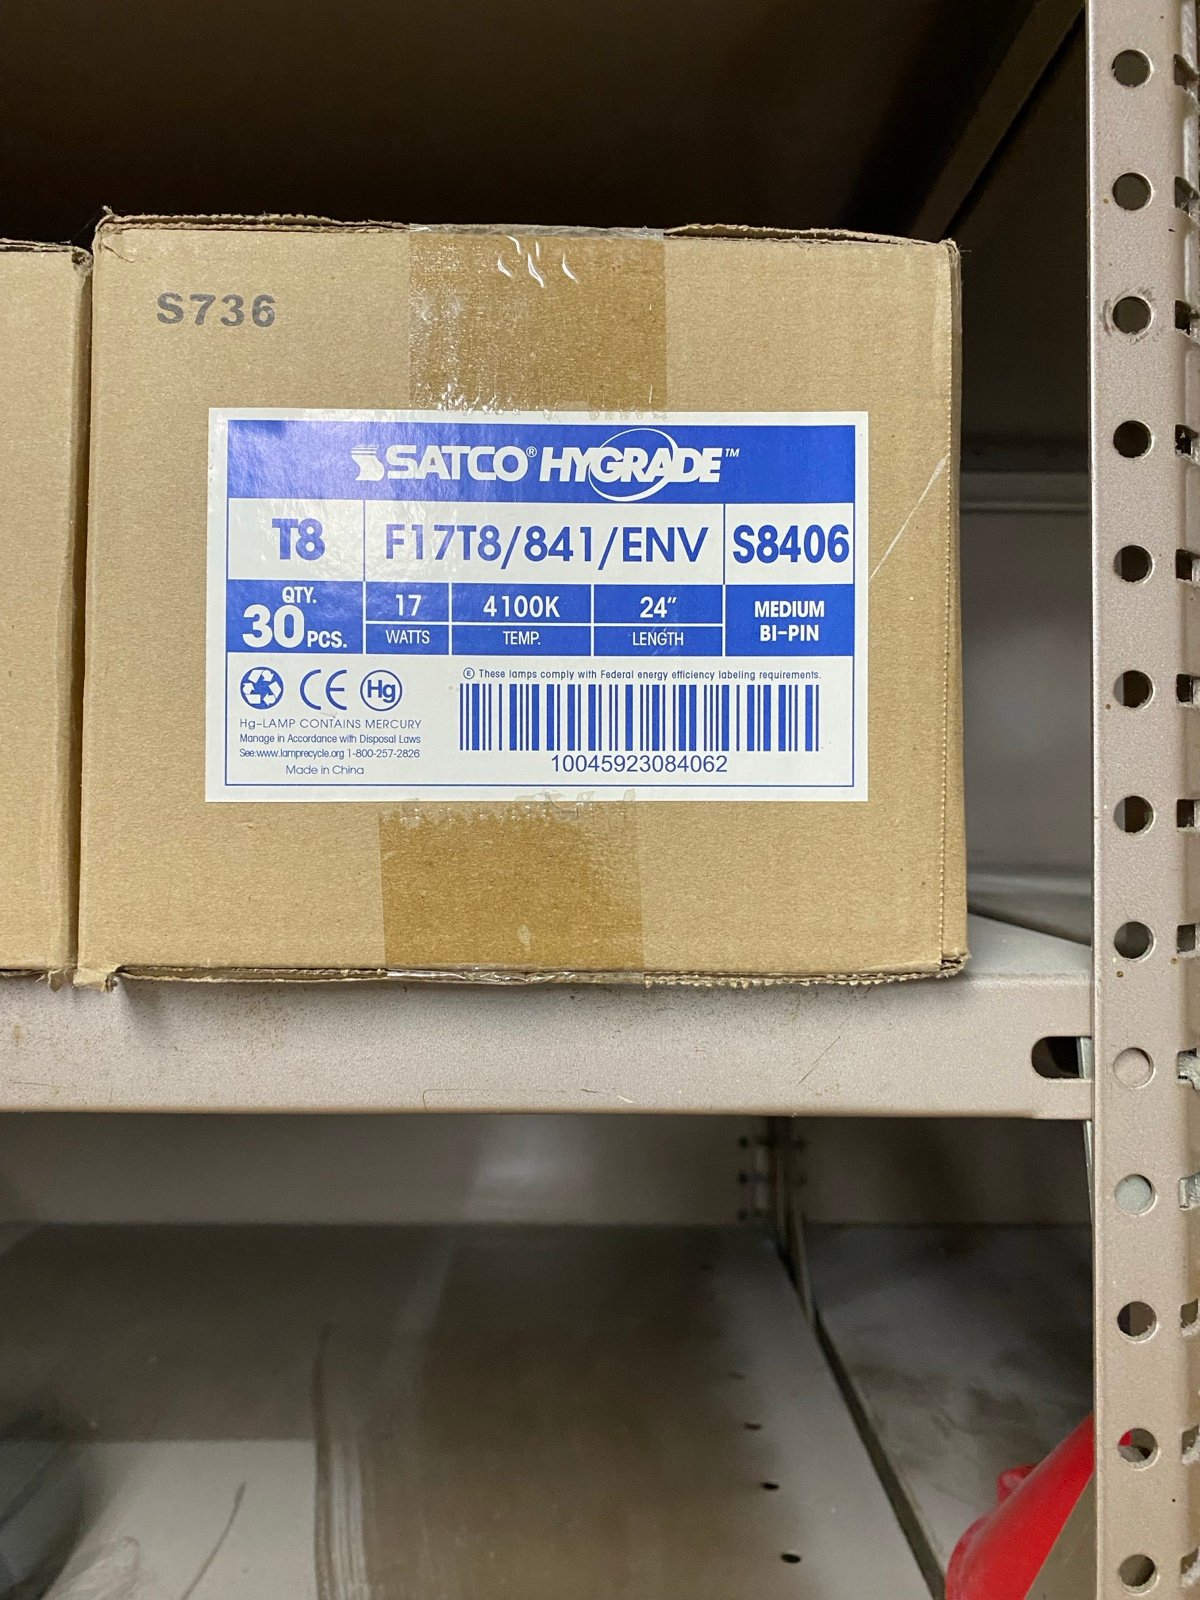 S736
SATCO® HYGRADE™
T8 F17T8/841/ENV S8406
QTY.
30 PCS.
17
WATTS
4100K
TEMP.
24"
LENGTH
MEDIUM
BI-PIN
CE Hg
Hg-LAMP CONTAINS MERCURY
Manage in Accordance with Disposal Laws
See:www.lamprecycle.org 1-800-257-2826
Made in China
Ⓔ These lamps comply with Federal energy efficiency labeling requirements.
10045923084062